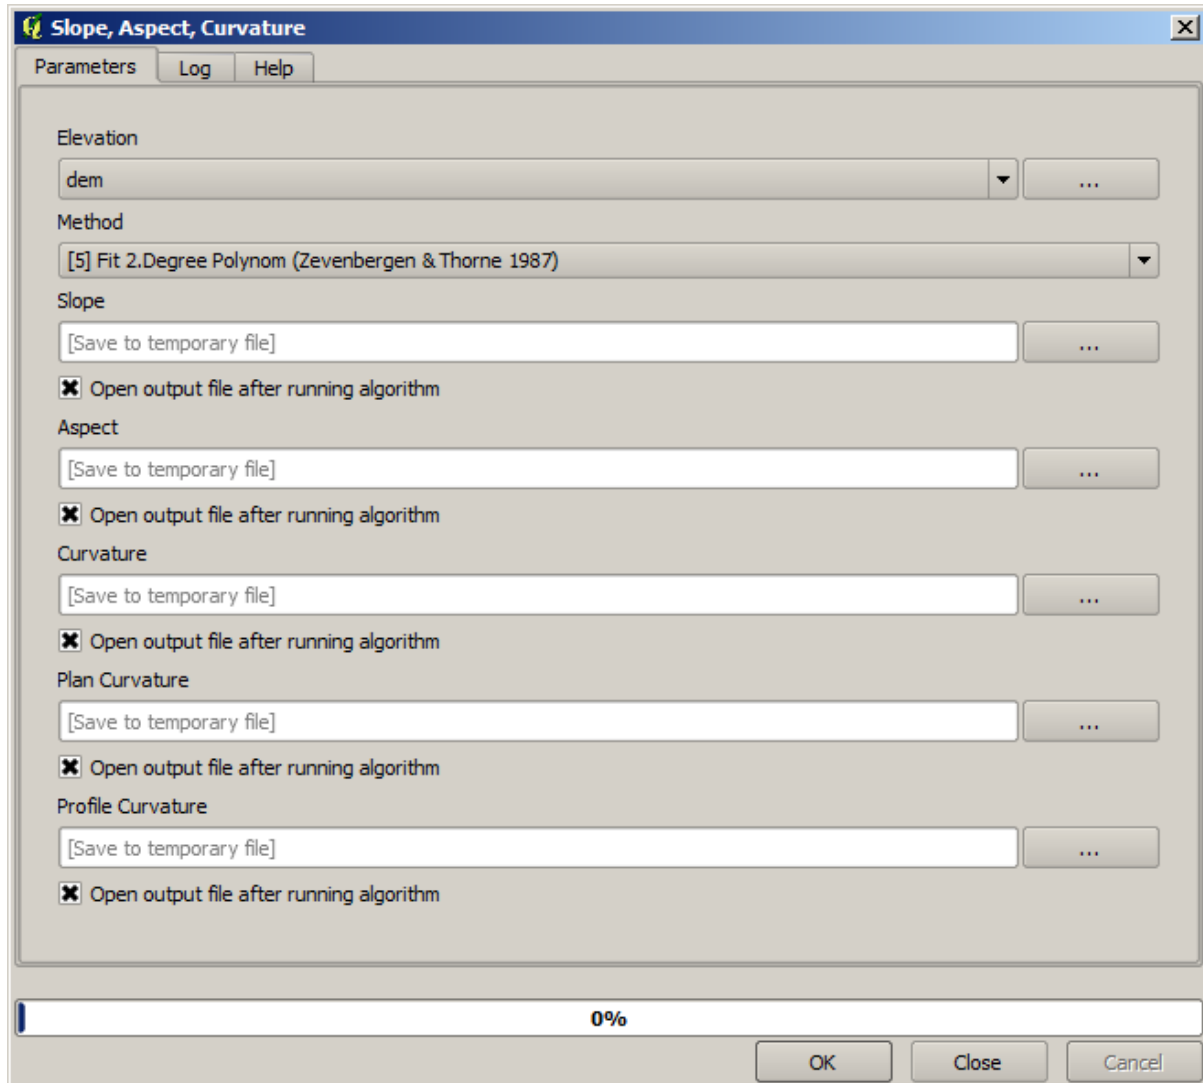 Slope, Aspect, Curvature
Parameters Log Help
Elevation
dem ...
Method
[5] Fit 2.Degree Polynom (Zevenbergen & Thorne 1987)
Slope
[Save to temporary file] ...
Open output file after running algorithm
Aspect
[Save to temporary file] ...
Open output file after running algorithm
Curvature
[Save to temporary file] ...
Open output file after running algorithm
Plan Curvature
[Save to temporary file] ...
Open output file after running algorithm
Profile Curvature
[Save to temporary file] ...
Open output file after running algorithm
0%
OK Close Cancel